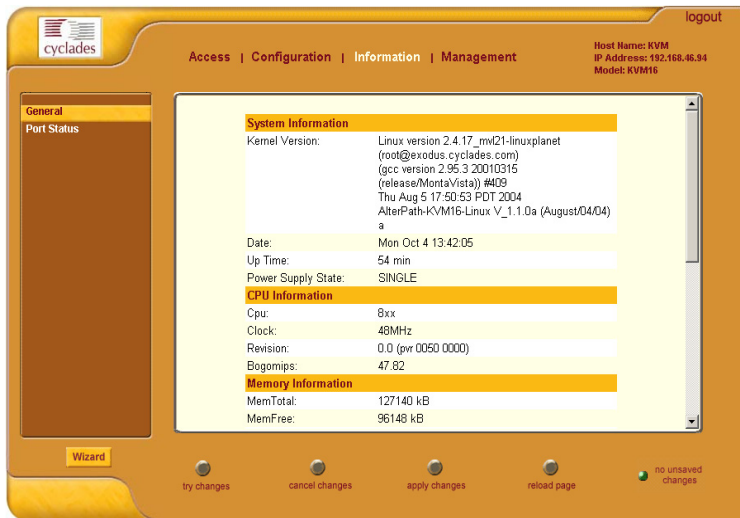 cyclades
logout
Access | Configuration | Information | Management
Host Name: KVM
IP Address: 192.168.46.94
Model: KVM16
General
Port Status
System Information
Kernel Version: Linux version 2.4.17_mvl21-linuxplanet
(root@exodus.cyclades.com)
(gcc version 2.95.3 20010315
(release/MontaVista)) #409
Thu Aug 5 17:50:53 PDT 2004
AlterPath-KVM16-Linux V_1.1.0a (August/04/04)
a
Date: Mon Oct 4 13:42:05
Up Time: 54 min
Power Supply State: SINGLE
CPU Information
Cpu: 8xx
Clock: 48MHz
Revision: 0.0 (pvr 0050 0000)
Bogomips: 47.82
Memory Information
MemTotal: 127140 kB
MemFree: 96148 kB
Wizard
try changes
cancel changes
apply changes
reload page
no unsaved
changes